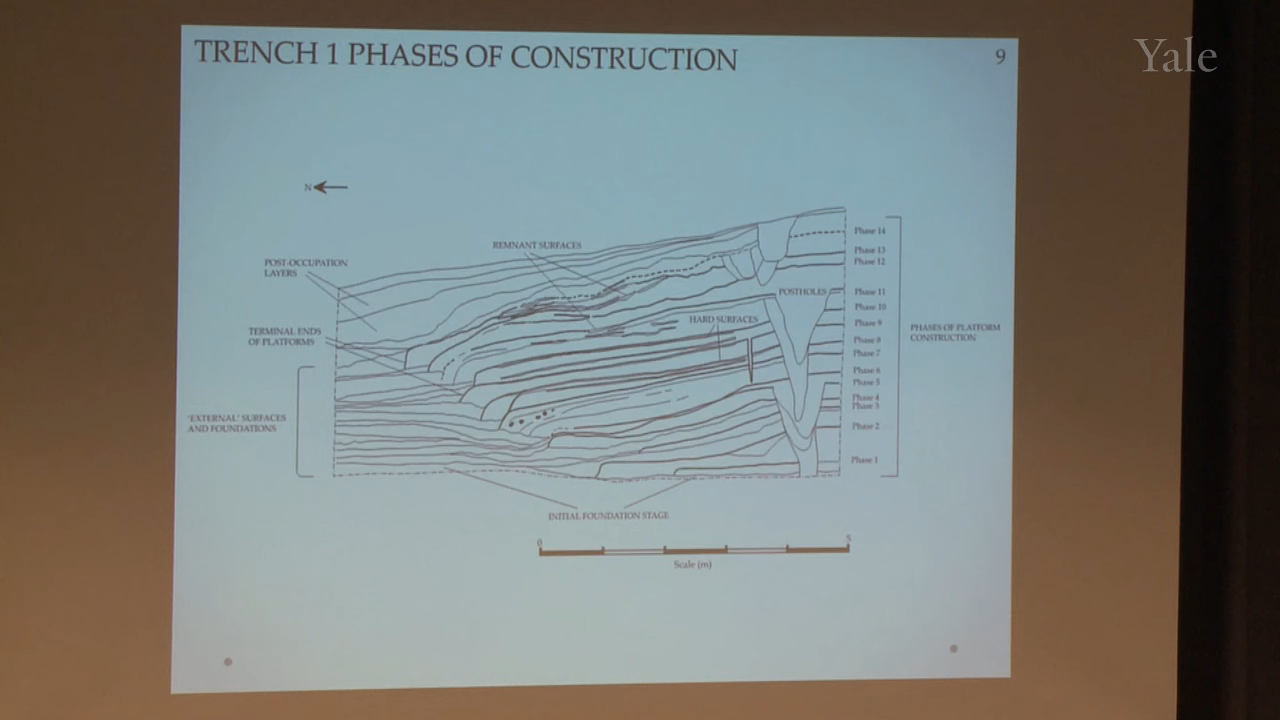 TRENCH 1 PHASES OF CONSTRUCTION
9
Yale
N
REMNANT SURFACES
POST-OCCUPATION
LAYERS
TERMINAL ENDS
OF PLATFORMS
'EXTERNAL' SURFACES
AND FOUNDATIONS
POSTHOLES
HARD SURFACES
Phase 14
Phase 13
Phase 12
Phase 11
Phase 10
Phase 9
Phase 8
Phase 7
Phase 6
Phase 5
Phase 4
Phase 3
Phase 2
Phase 1
PHASES OF PLATFORM
CONSTRUCTION
INITIAL FOUNDATION STAGE
0
5
Scale (m)